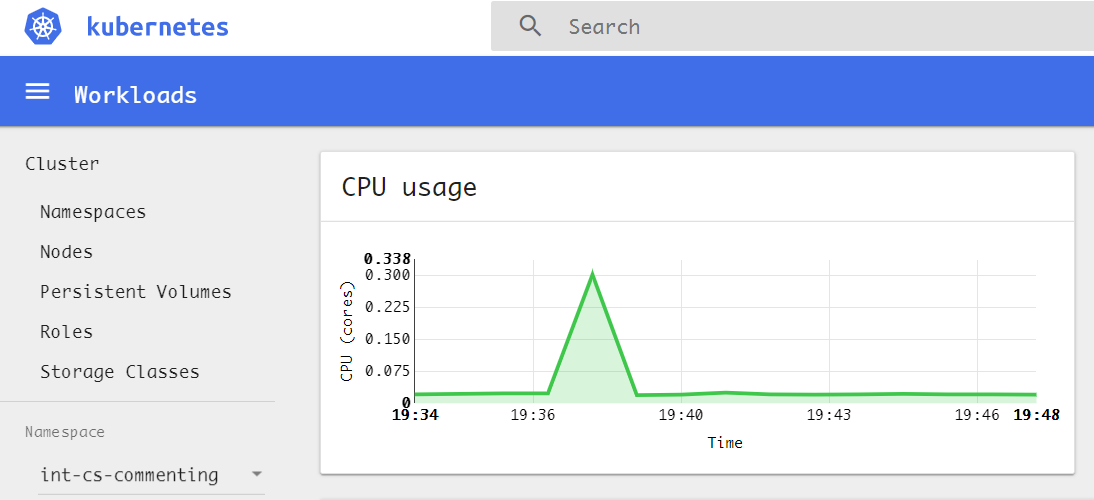 kubernetes
Search
Workloads
Cluster
Namespaces
Nodes
Persistent Volumes
Roles
Storage Classes
Namespace
int-cs-commenting
CPU usage
CPU (cores)
0.338
0.300
0.225
0.150
0.075
0
19:34 19:36 19:40 19:43 19:46 19:48
Time